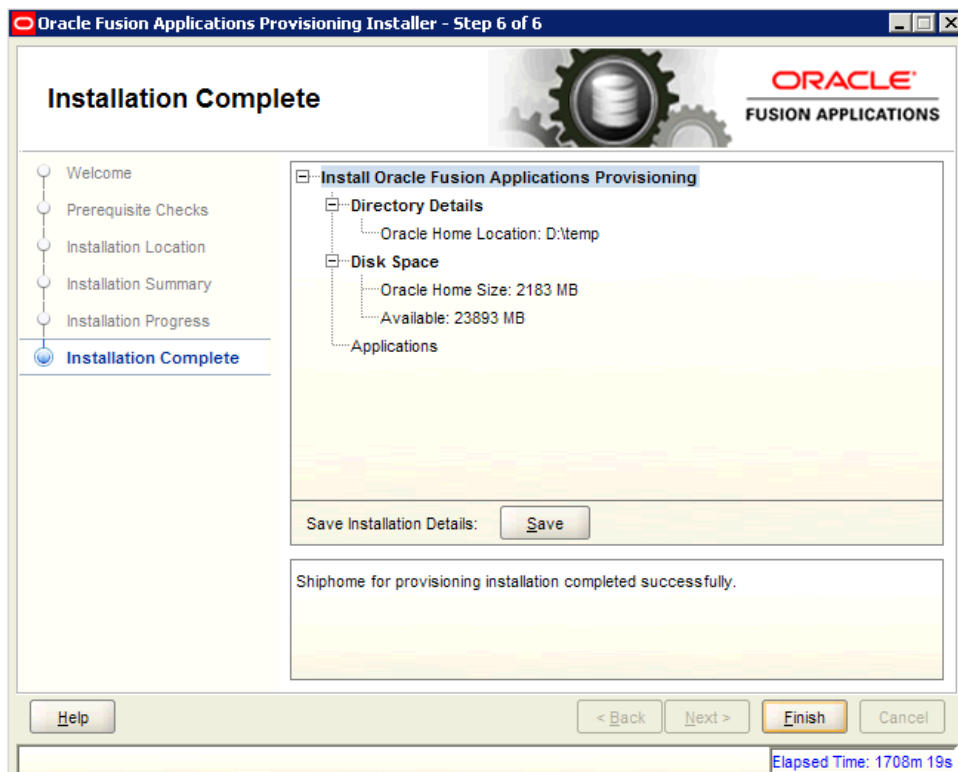 Oracle Fusion Applications Provisioning Installer - Step 6 of 6
Installation Complete
ORACLE®
FUSION APPLICATIONS
Welcome
Prerequisite Checks
Installation Location
Installation Summary
Installation Progress
Installation Complete
Install Oracle Fusion Applications Provisioning
Directory Details
Oracle Home Location: D:\temp
Disk Space
Oracle Home Size: 2183 MB
Available: 23893 MB
Applications
Save Installation Details: Save
Shiphome for provisioning installation completed successfully.
Help < Back Next > Finish Cancel
Elapsed Time: 1708m 19s